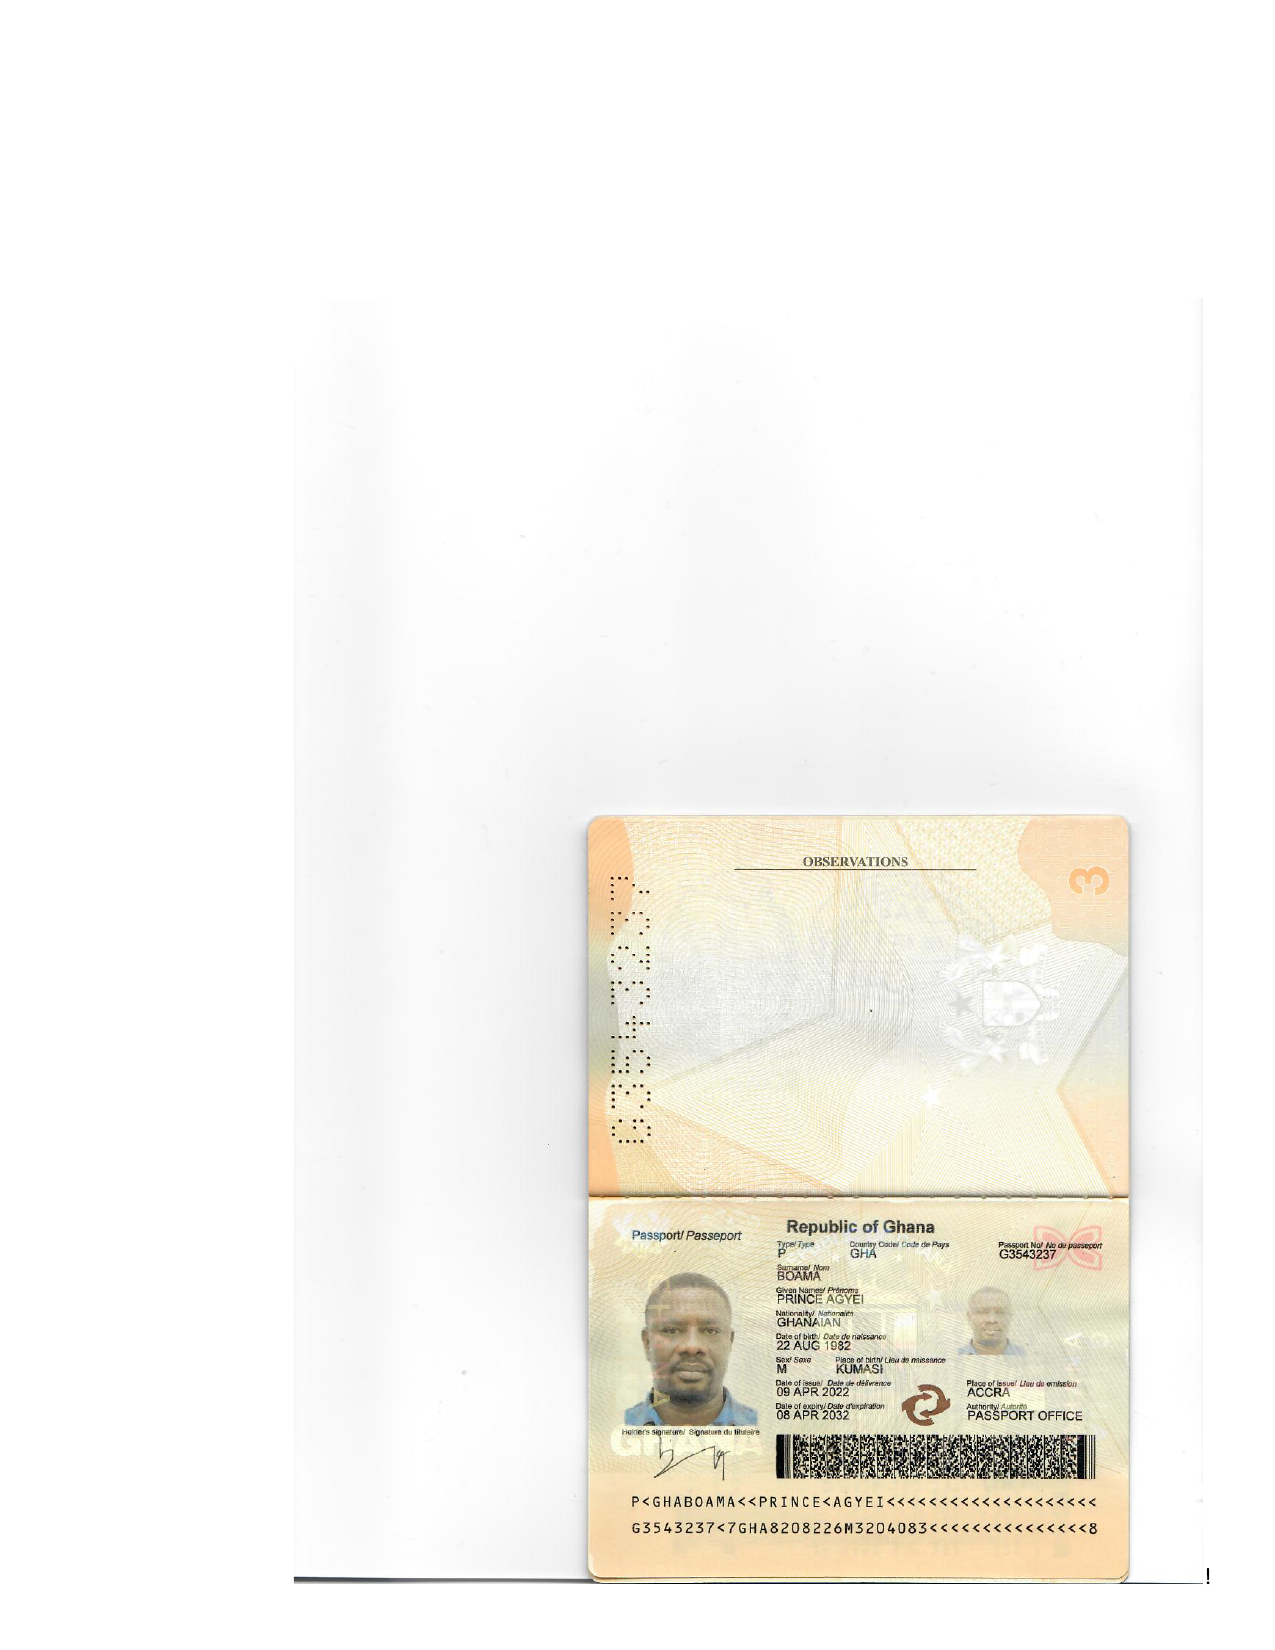 OBSERVATIONS
3
G3543237
Republic of Ghana
Passport/ Passeport
Type/ Type Country Code/ Code de Pays Passport No/ No de passeport
P GHA G3543237
Surname/ Nom
BOAMA
Given Names/ Prénoms
PRINCE AGYEI
Nationality/ Nationalité
GHANAIAN
Date of birth/ Date de naissance
22 AUG 1982
Sex/ Sexe Place of birth/ Lieu de naissance
M KUMASI
Date of issue/ Date de délivrance Place of issue/ Lieu de emission
09 APR 2022 ACCRA
Date of expiry/ Date d'expiration Authority/ Autorité
08 APR 2032 PASSPORT OFFICE
Holder's signature/ Signature du titulaire
GHANA
P<GHABOAMA<<PRINCE<AGYEI<<<<<<<<<<<<<<<<<<<<
G3543237<7GHA8208226M3204083<<<<<<<<<<<<<<<8
!